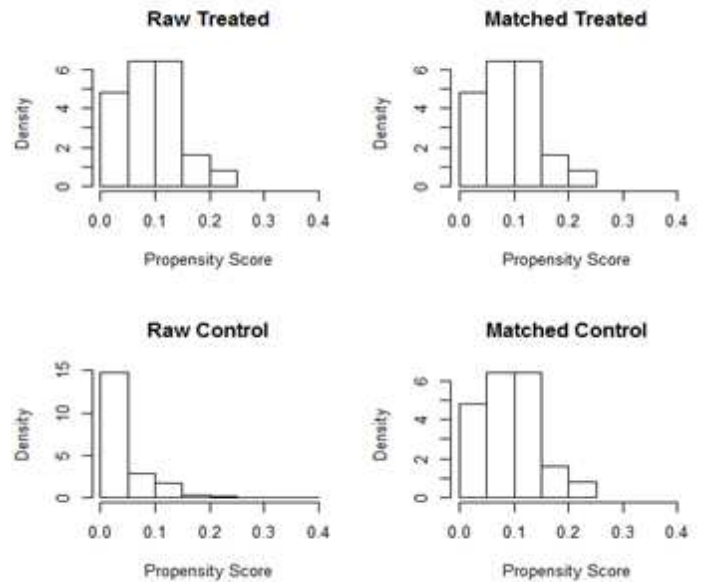 Raw Treated
Density
0 2 4 6
0.0 0.1 0.2 0.3 0.4
Propensity Score
Matched Treated
Density
0 2 4 6
0.0 0.1 0.2 0.3 0.4
Propensity Score
Raw Control
Density
0 5 10 15
0.0 0.1 0.2 0.3 0.4
Propensity Score
Matched Control
Density
0 2 4 6
0.0 0.1 0.2 0.3 0.4
Propensity Score